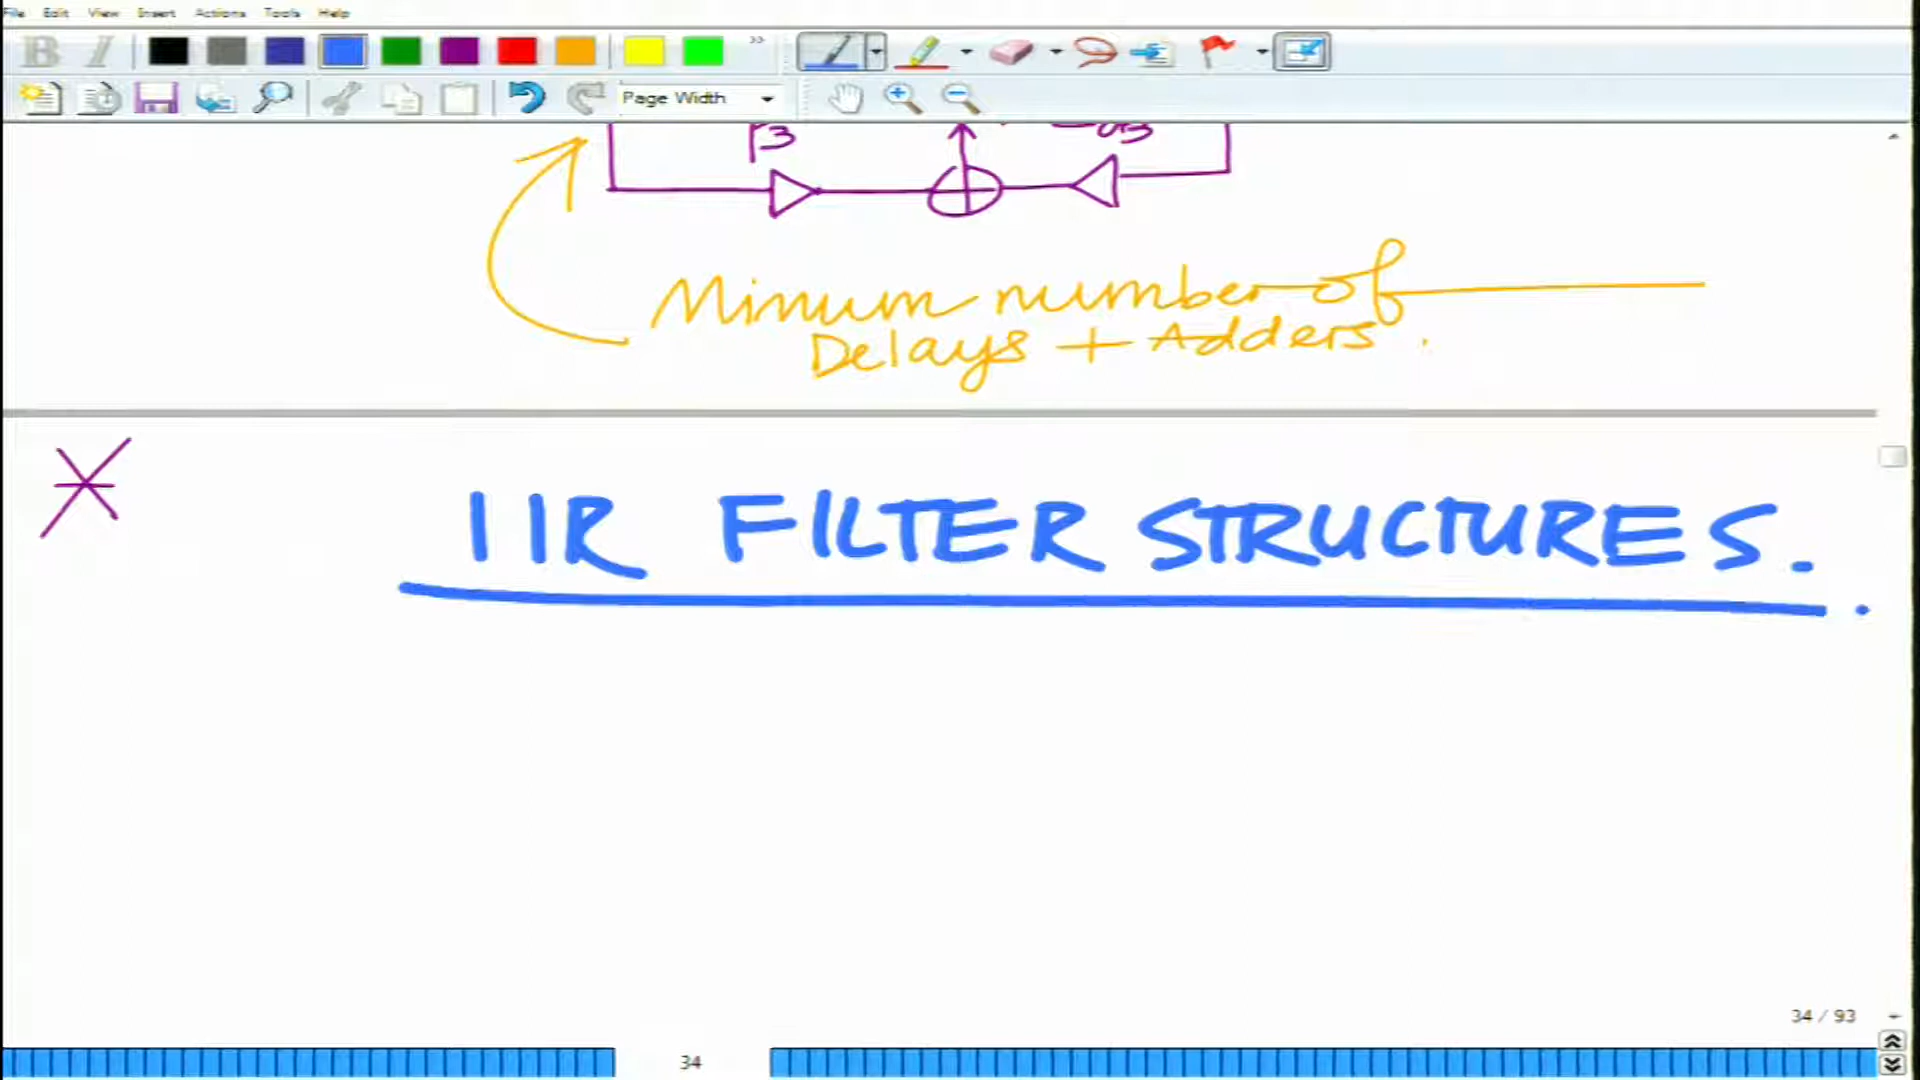 File Edit View Insert Actions Tools Help
B I
Page Width
β3
α3
Minimum number of
Delays + Adders.
IIR FILTER STRUCTURES.
34 / 93
34